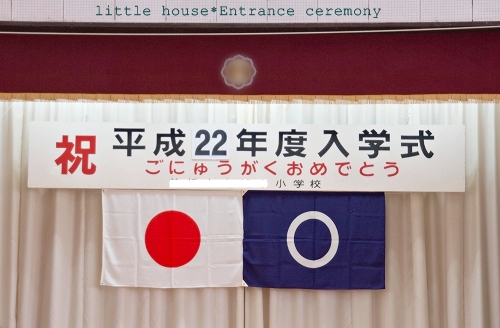 little house*Entrance ceremony
祝 平成22年度入学式
ごにゅうがくおめでとう
小学校